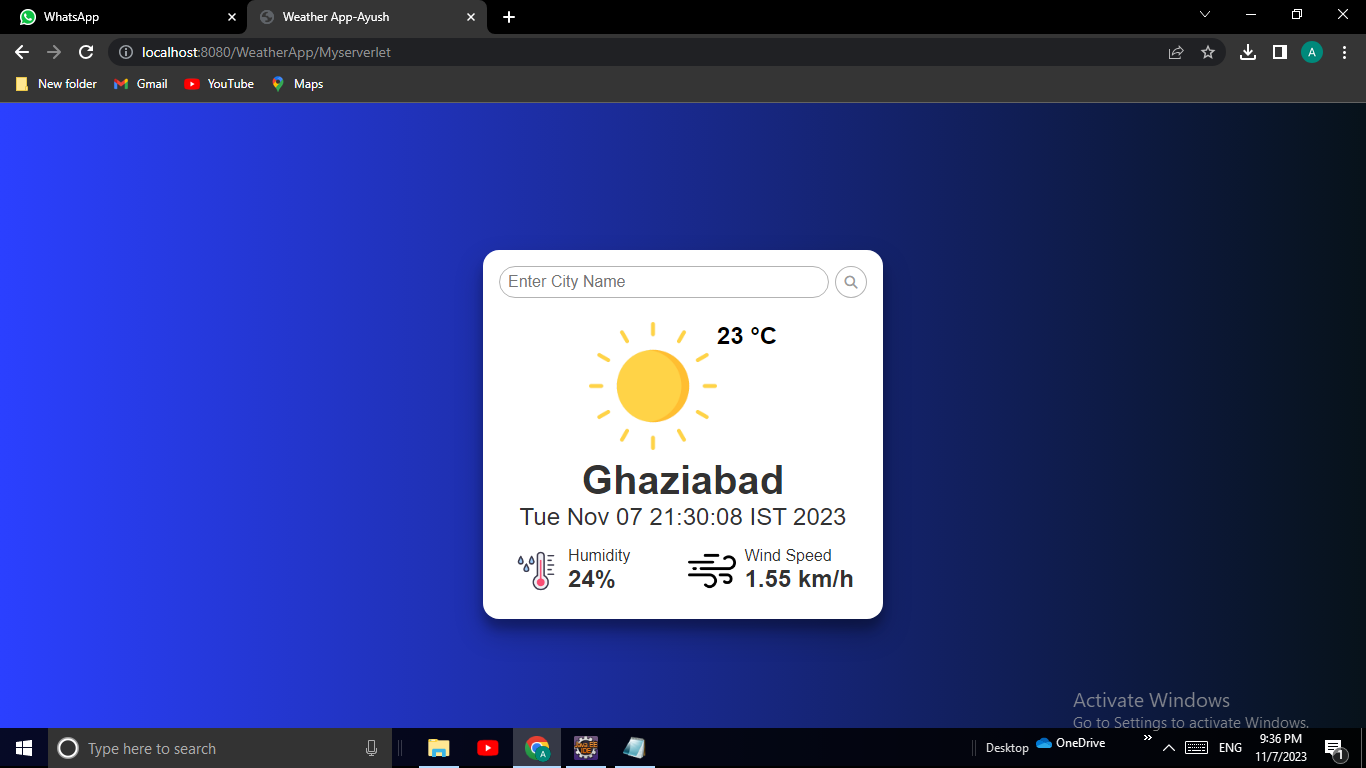 WhatsApp
Weather App-Ayush
localhost:8080/WeatherApp/Myserverlet
A
New folder
Gmail
YouTube
Maps
Enter City Name
23 °C
Ghaziabad
Tue Nov 07 21:30:08 IST 2023
Humidity
24%
Wind Speed
1.55 km/h
Activate Windows
Go to Settings to activate Windows.
Type here to search
A
Desktop
OneDrive
ENG
9:36 PM
11/7/2023
1